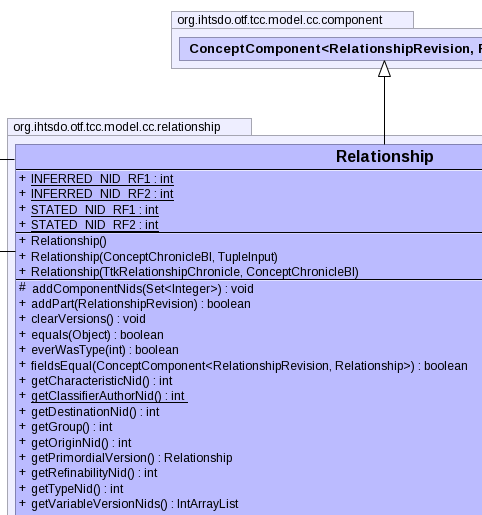 org.ihtsdo.otf.tcc.model.cc.component
ConceptComponent<RelationshipRevision,
org.ihtsdo.otf.tcc.model.cc.relationship
Relationship
+ INFERRED_NID_RF1 : int
+ INFERRED_NID_RF2 : int
+ STATED_NID_RF1 : int
+ STATED_NID_RF2 : int
+ Relationship()
+ Relationship(ConceptChronicleBI, TupleInput)
+ Relationship(TtkRelationshipChronicle, ConceptChronicleBI)
# addComponentNids(Set<Integer>) : void
+ addPart(RelationshipRevision) : boolean
+ clearVersions() : void
+ equals(Object) : boolean
+ everWasType(int) : boolean
+ fieldsEqual(ConceptComponent<RelationshipRevision, Relationship>) : boolean
+ getCharacteristicNid() : int
+ getClassifierAuthorNid() : int
+ getDestinationNid() : int
+ getGroup() : int
+ getOriginNid() : int
+ getPrimordialVersion() : Relationship
+ getRefinabilityNid() : int
+ getTypeNid() : int
+ getVariableVersionNids() : IntArrayList